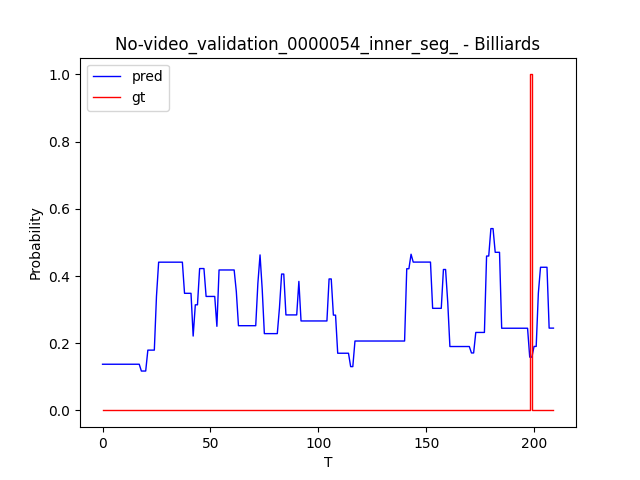 No-video_validation_0000054_inner_seg_ - Billiards
pred
gt
1.0
0.8
0.6
0.4
0.2
0.0
Probability
0
50
100
150
200
T